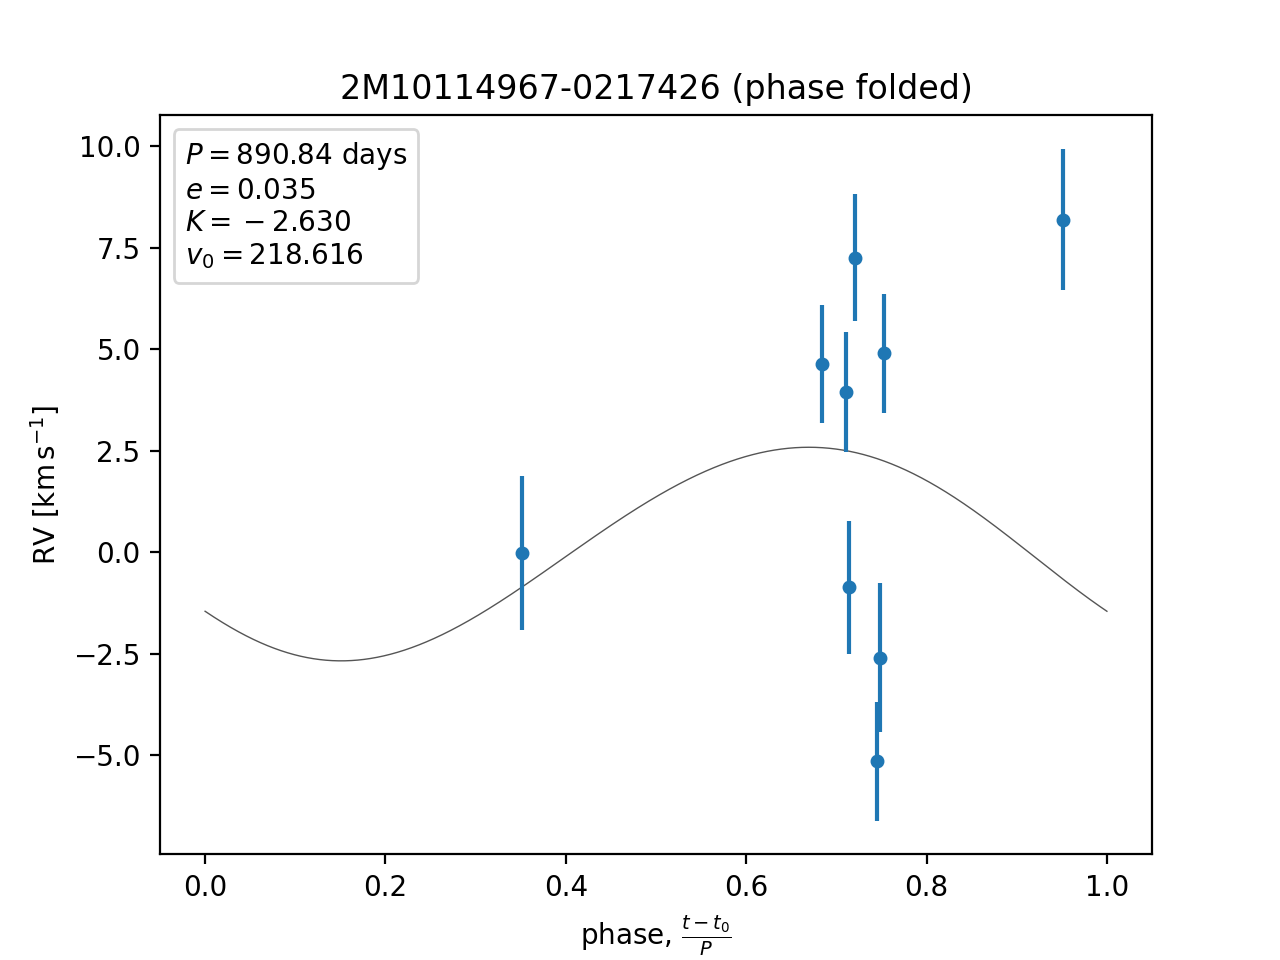 2M10114967-0217426 (phase folded)
P = 890.84 days
e = 0.035
K = −2.630
v₀ = 218.616
10.0
7.5
5.0
2.5
0.0
−2.5
−5.0
RV [km s⁻¹]
0.0 0.2 0.4 0.6 0.8 1.0
phase, (t − t₀)/P